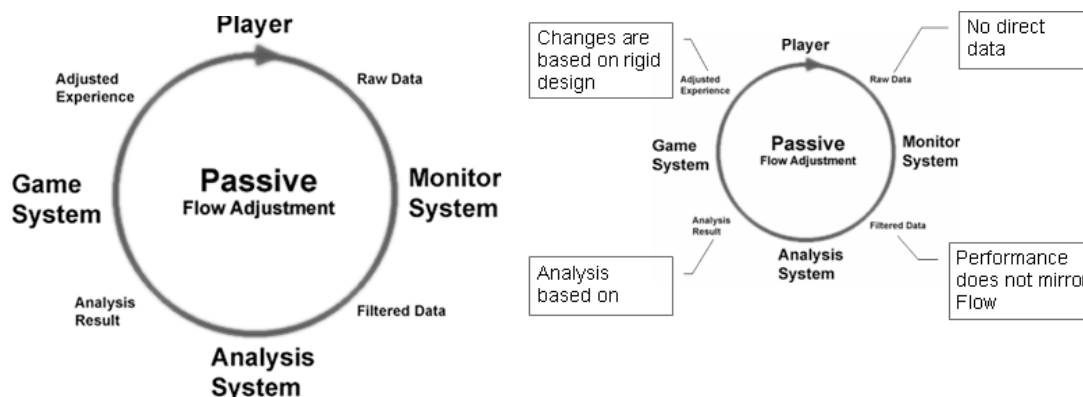 Player
Adjusted
Experience
Raw Data
Game
System
Passive
Flow Adjustment
Monitor
System
Analysis
Result
Filtered Data
Analysis
System
Changes are
based on rigid
design
No direct
data
Player
Adjusted
Experience
Raw Data
Game
System
Passive
Flow Adjustment
Monitor
System
Analysis
Result
Filtered Data
Analysis
System
Analysis
based on
Performance
does not mirror
Flow